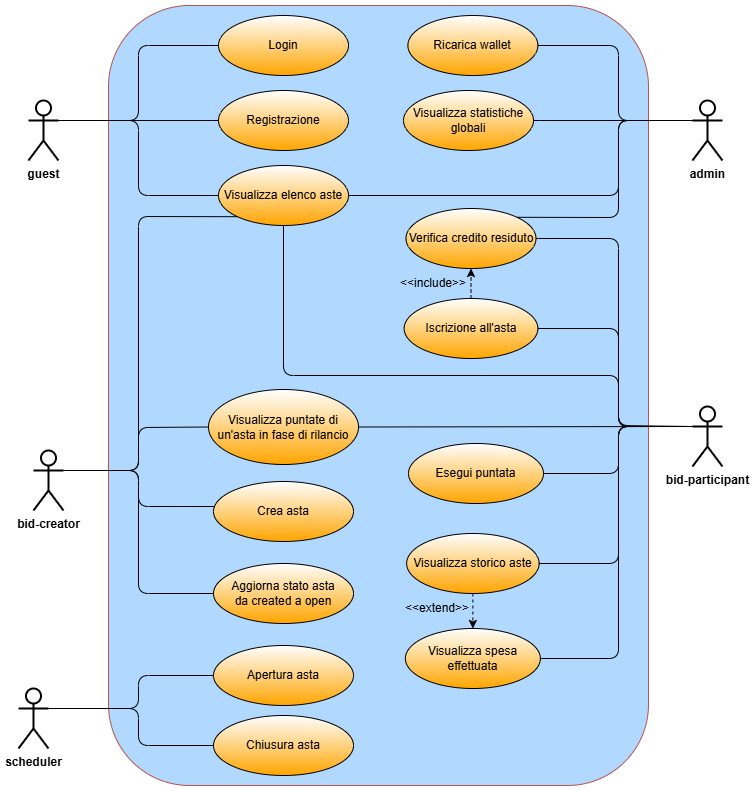 Login
Ricarica wallet
Registrazione
Visualizza statistiche
globali
guest
admin
Visualizza elenco aste
Verifica credito residuto
<<include>>
Iscrizione all'asta
Visualizza puntate di
un'asta in fase di rilancio
bid-participant
Esegui puntata
bid-creator
Crea asta
Visualizza storico aste
Aggiorna stato asta
da created a open
<<extend>>
Visualizza spesa
effettuata
Apertura asta
scheduler
Chiusura asta